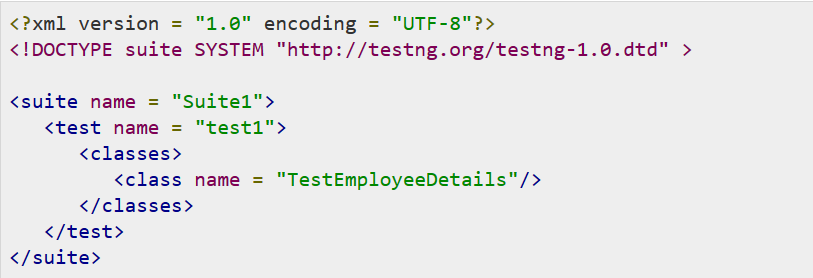 <?xml version = "1.0" encoding = "UTF-8"?>
<!DOCTYPE suite SYSTEM "http://testng.org/testng-1.0.dtd" >

<suite name = "Suite1">
   <test name = "test1">
      <classes>
         <class name = "TestEmployeeDetails"/>
      </classes>
   </test>
</suite>